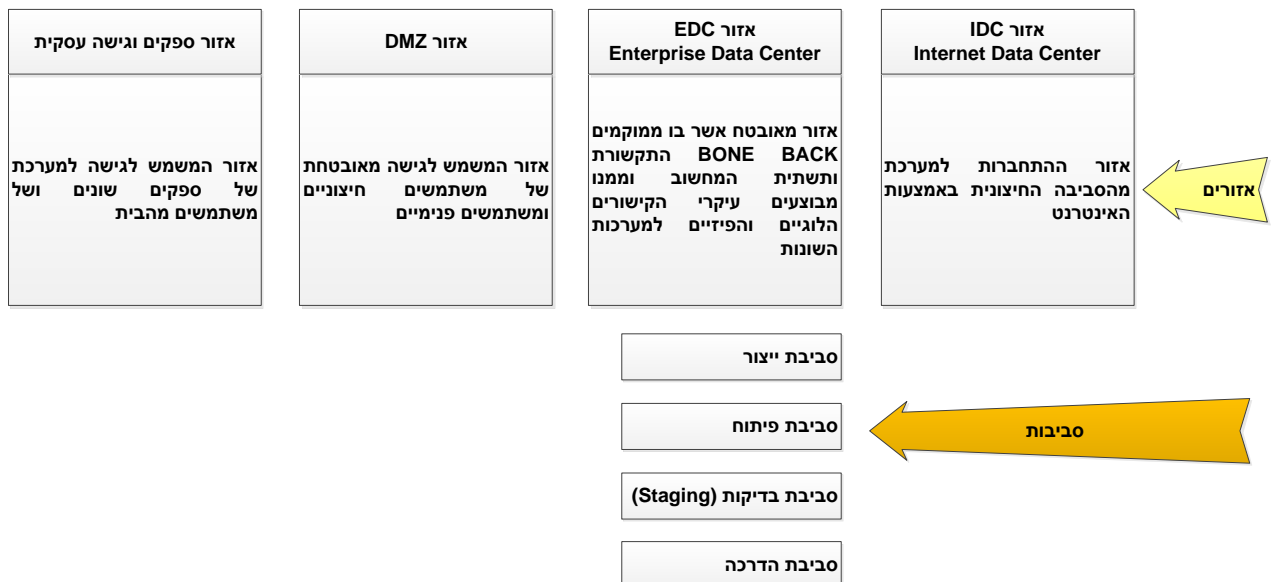 אזור IDC
Internet Data Center
אזור EDC
Enterprise Data Center
אזור DMZ
אזור ספקים וגישה עסקית
אזור ההתחברות למערכת
מהסביבה החיצונית באמצעות
האינטרנט
אזור מאובטח אשר בו ממוקמים
התקשורת BONE BACK
ותשתית המחשוב וממנו
מבוצעים עיקרי הקישורים
הלוגיים והפיזיים למערכות
השונות
אזור המשמש לגישה מאובטחת
של משתמשים חיצוניים
ומשתמשים פנימיים
אזור המשמש לגישה למערכת
של ספקים שונים ושל
משתמשים מהבית
אזורים
סביבת ייצור
סביבת פיתוח
סביבת בדיקות (Staging)
סביבת הדרכה
סביבות